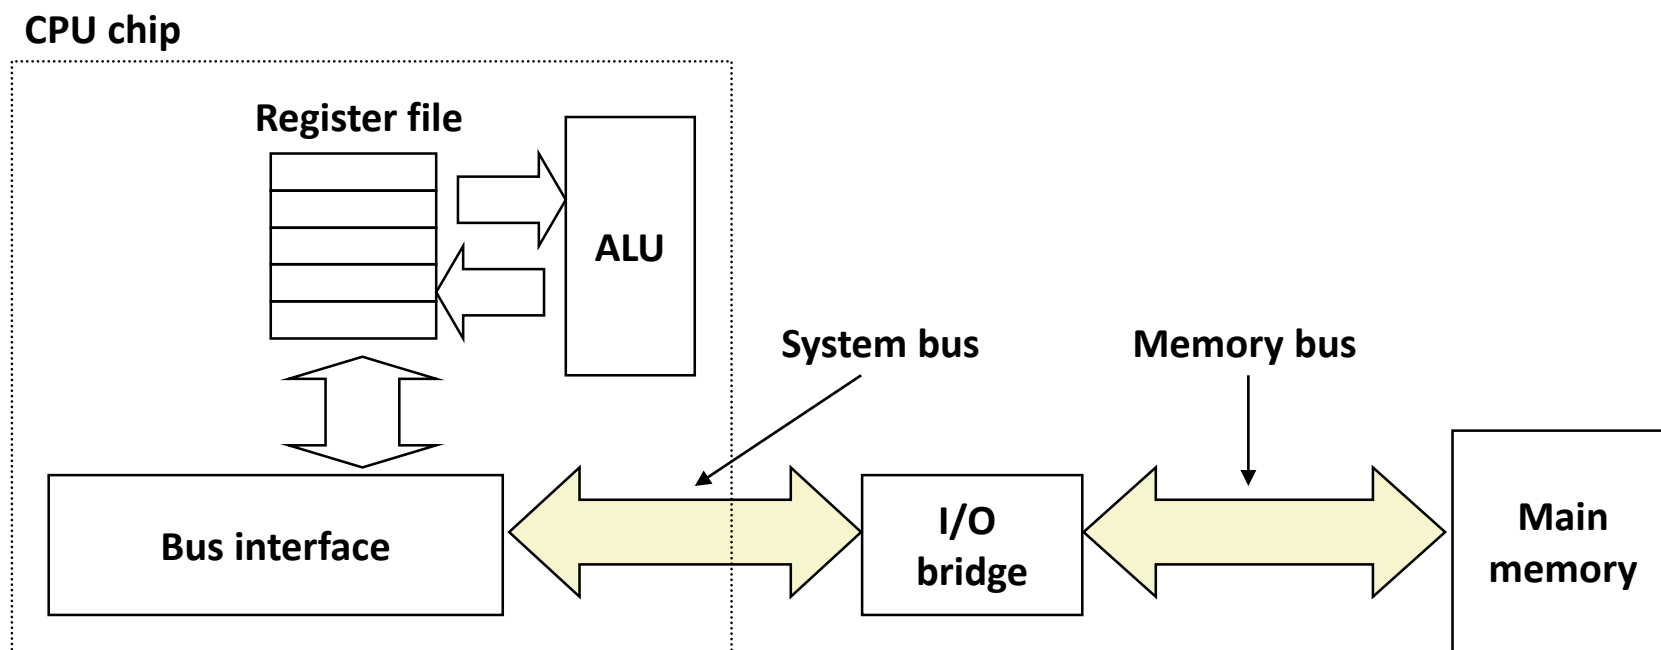 CPU chip
Register file
ALU
System bus
Memory bus
Bus interface
I/O
bridge
Main
memory